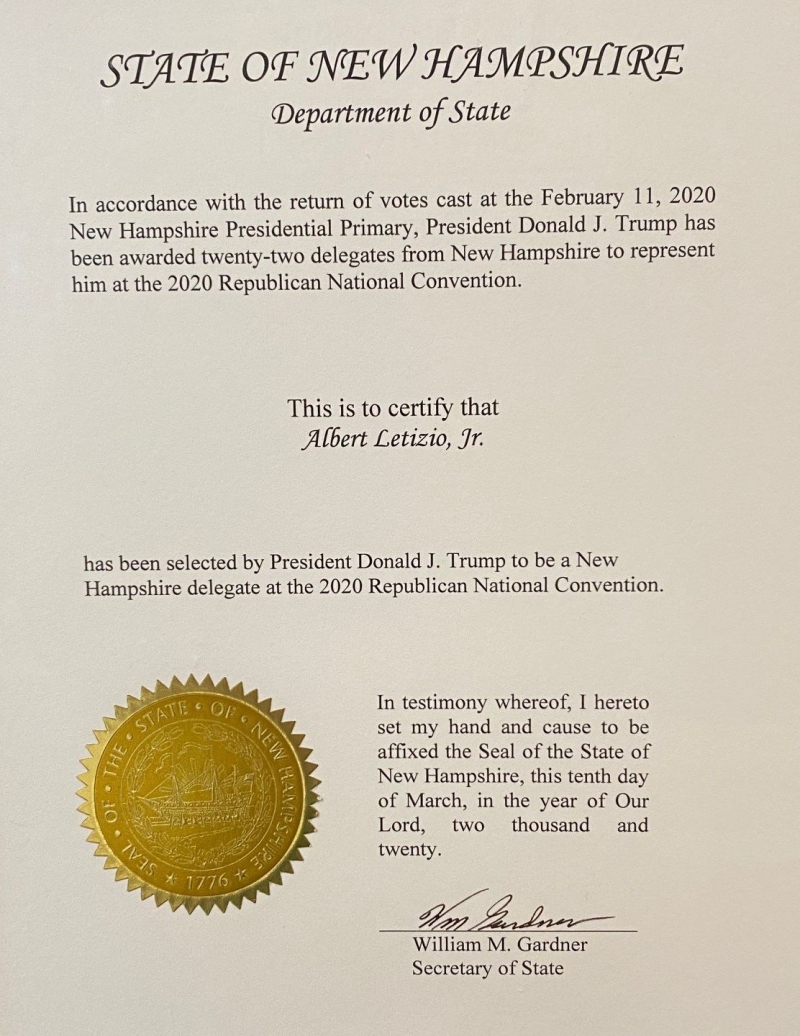 STATE OF NEW HAMPSHIRE
Department of State
In accordance with the return of votes cast at the February 11, 2020
New Hampshire Presidential Primary, President Donald J. Trump has
been awarded twenty-two delegates from New Hampshire to represent
him at the 2020 Republican National Convention.
This is to certify that
Albert Letizio, Jr.
has been selected by President Donald J. Trump to be a New
Hampshire delegate at the 2020 Republican National Convention.
SEAL • OF • THE • STATE • OF • NEW HAMPSHIRE
★ 1776 ★
In testimony whereof, I hereto
set my hand and cause to be
affixed the Seal of the State of
New Hampshire, this tenth day
of March, in the year of Our
Lord, two thousand and
twenty.
Wm Gardner
William M. Gardner
Secretary of State